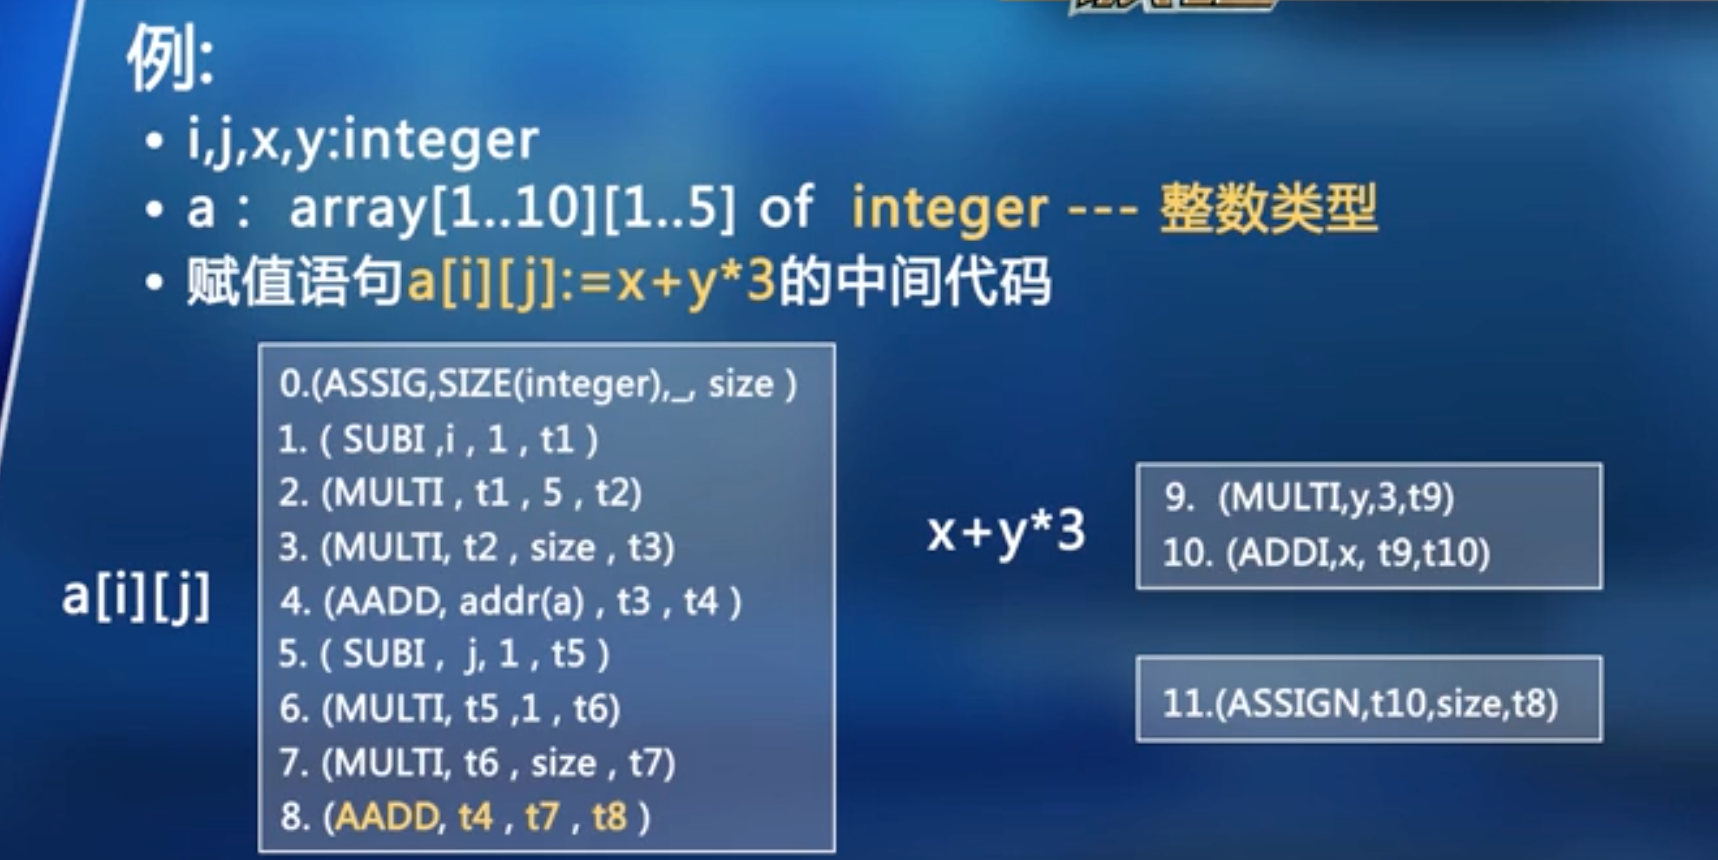 例:
• i,j,x,y:integer
• a : array[1..10][1..5] of integer --- 整数类型
• 赋值语句a[i][j]:=x+y*3的中间代码
a[i][j]
0.(ASSIG,SIZE(integer),_, size )
1. ( SUBI ,i , 1 , t1 )
2. (MULTI , t1 , 5 , t2)
3. (MULTI, t2 , size , t3)
4. (AADD, addr(a) , t3 , t4 )
5. ( SUBI , j, 1 , t5 )
6. (MULTI, t5 ,1 , t6)
7. (MULTI, t6 , size , t7)
8. (AADD, t4 , t7 , t8 )
x+y*3
9. (MULTI,y,3,t9)
10. (ADDI,x, t9,t10)
11.(ASSIGN,t10,size,t8)